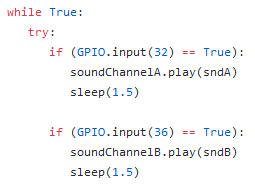 while True:
   try:
      if (GPIO.input(32) == True):
         soundChannelA.play(sndA)
         sleep(1.5)

      if (GPIO.input(36) == True):
         soundChannelB.play(sndB)
         sleep(1.5)